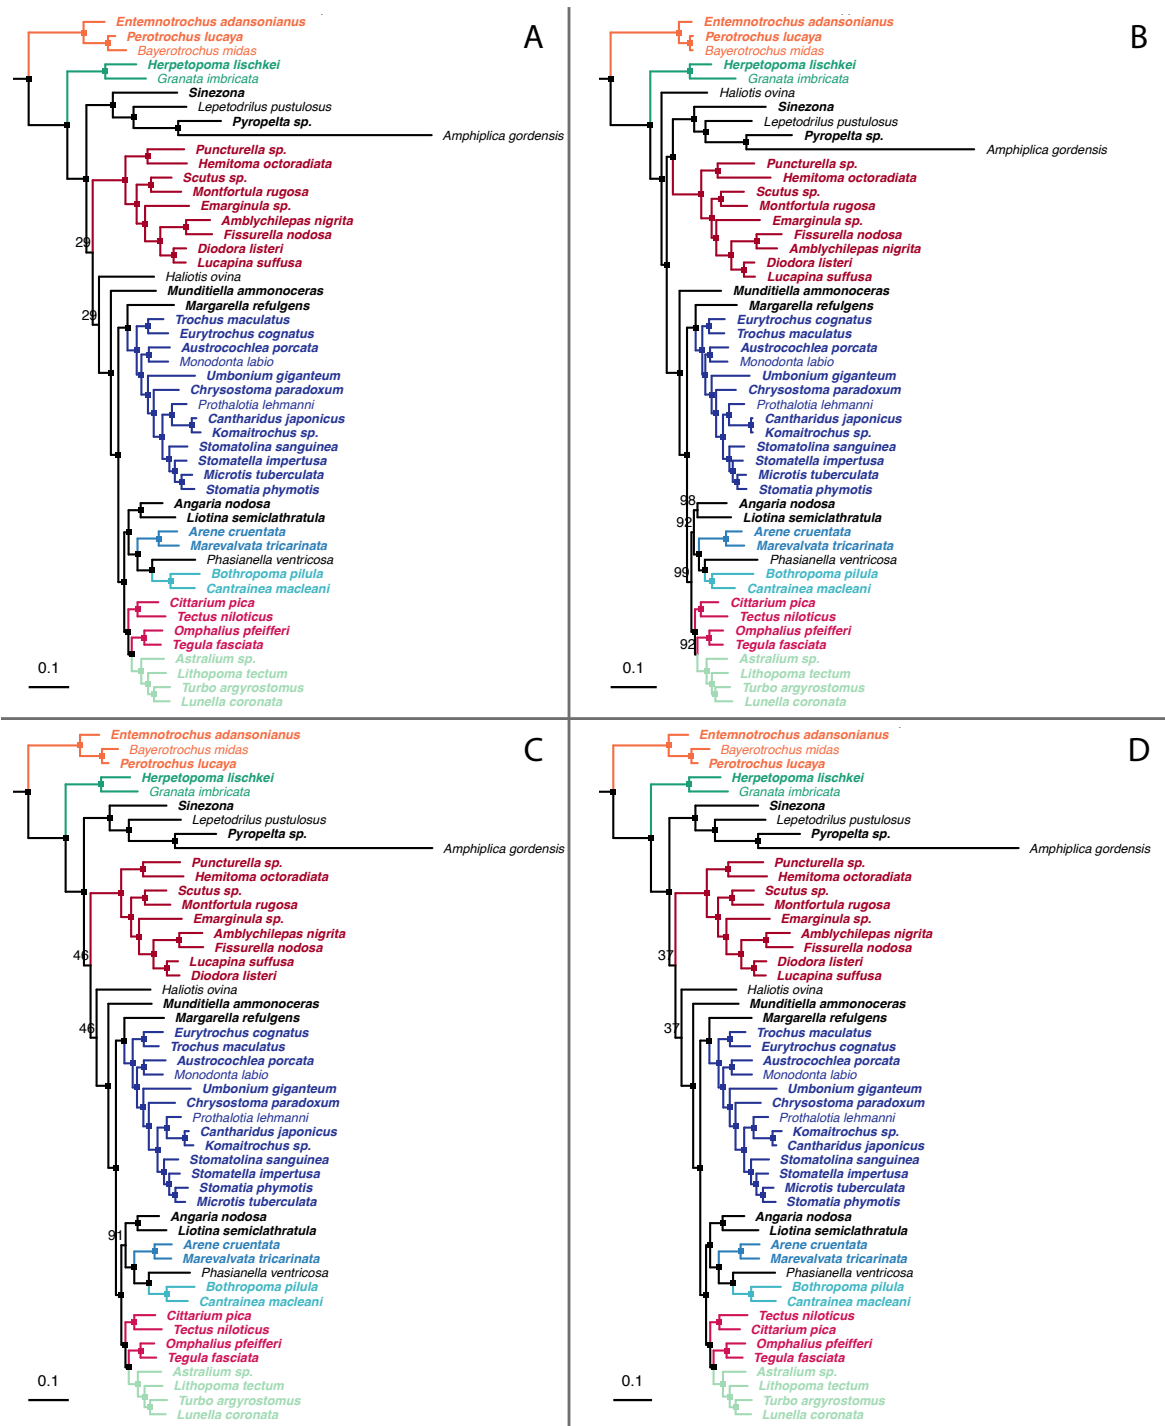 A
Entemnotrochus adansonianus
Perotrochus lucaya
Bayerotrochus midas
Herpetopoma lischkei
Granata imbricata
Sinezona
Lepetodrilus pustulosus
Pyropelta sp.
Amphiplica gordensis
Puncturella sp.
Hemitoma octoradiata
Scutus sp.
Montfortula rugosa
Emarginula sp.
Amblychilepas nigrita
Fissurella nodosa
29
Diodora listeri
Lucapina suffusa
Haliotis ovina
Munditiella ammonoceras
Margarella refulgens
29
Trochus maculatus
Eurytrochus cognatus
Austrocochlea porcata
Monodonta labio
Umbonium giganteum
Chrysostoma paradoxum
Prothalotia lehmanni
Cantharidus japonicus
Komaitrochus sp.
Stomatolina sanguinea
Stomatella impertusa
Microtis tuberculata
Stomatia phymotis
Angaria nodosa
Liotina semiclathratula
Arene cruentata
Marevalvata tricarinata
Phasianella ventricosa
Bothropoma pilula
Cantrainea macleani
Cittarium pica
Tectus niloticus
Omphalius pfeifferi
Tegula fasciata
Astralium sp.
0.1
Lithopoma tectum
Turbo argyrostomus
Lunella coronata
B
Entemnotrochus adansonianus
Perotrochus lucaya
Bayerotrochus midas
Herpetopoma lischkei
Granata imbricata
Haliotis ovina
Sinezona
Lepetodrilus pustulosus
Pyropelta sp.
Amphiplica gordensis
Puncturella sp.
Hemitoma octoradiata
Scutus sp.
Montfortula rugosa
Emarginula sp.
Fissurella nodosa
Amblychilepas nigrita
Diodora listeri
Lucapina suffusa
Munditiella ammonoceras
Margarella refulgens
Eurytrochus cognatus
Trochus maculatus
Austrocochlea porcata
Monodonta labio
Umbonium giganteum
Chrysostoma paradoxum
Prothalotia lehmanni
Cantharidus japonicus
Komaitrochus sp.
Stomatolina sanguinea
Stomatella impertusa
Microtis tuberculata
Stomatia phymotis
98
Angaria nodosa
Liotina semiclathratula
92
Arene cruentata
Marevalvata tricarinata
Phasianella ventricosa
99
Bothropoma pilula
Cantrainea macleani
Cittarium pica
Tectus niloticus
Omphalius pfeifferi
92
Tegula fasciata
Astralium sp.
0.1
Lithopoma tectum
Turbo argyrostomus
Lunella coronata
C
Entemnotrochus adansonianus
Bayerotrochus midas
Perotrochus lucaya
Herpetopoma lischkei
Granata imbricata
Sinezona
Lepetodrilus pustulosus
Pyropelta sp.
Amphiplica gordensis
Puncturella sp.
Hemitoma octoradiata
Scutus sp.
Montfortula rugosa
Emarginula sp.
Amblychilepas nigrita
Fissurella nodosa
46
Lucapina suffusa
Diodora listeri
Haliotis ovina
Munditiella ammonoceras
Margarella refulgens
46
Eurytrochus cognatus
Trochus maculatus
Austrocochlea porcata
Monodonta labio
Umbonium giganteum
Chrysostoma paradoxum
Prothalotia lehmanni
Cantharidus japonicus
Komaitrochus sp.
Stomatolina sanguinea
Stomatella impertusa
Stomatia phymotis
Microtis tuberculata
Angaria nodosa
Liotina semiclathratula
91
Arene cruentata
Marevalvata tricarinata
Phasianella ventricosa
Bothropoma pilula
Cantrainea macleani
Cittarium pica
Tectus niloticus
Omphalius pfeifferi
Tegula fasciata
Astralium sp.
0.1
Lithopoma tectum
Turbo argyrostomus
Lunella coronata
D
Entemnotrochus adansonianus
Bayerotrochus midas
Perotrochus lucaya
Herpetopoma lischkei
Granata imbricata
Sinezona
Lepetodrilus pustulosus
Pyropelta sp.
Amphiplica gordensis
Puncturella sp.
Hemitoma octoradiata
Scutus sp.
Montfortula rugosa
Emarginula sp.
Amblychilepas nigrita
Fissurella nodosa
37
Diodora listeri
Lucapina suffusa
Haliotis ovina
Munditiella ammonoceras
Margarella refulgens
37
Trochus maculatus
Eurytrochus cognatus
Austrocochlea porcata
Monodonta labio
Umbonium giganteum
Chrysostoma paradoxum
Prothalotia lehmanni
Komaitrochus sp.
Cantharidus japonicus
Stomatolina sanguinea
Stomatella impertusa
Microtis tuberculata
Stomatia phymotis
Angaria nodosa
Liotina semiclathratula
Arene cruentata
Marevalvata tricarinata
Phasianella ventricosa
Bothropoma pilula
Cantrainea macleani
Tectus niloticus
Cittarium pica
Omphalius pfeifferi
Tegula fasciata
Astralium sp.
0.1
Lithopoma tectum
Turbo argyrostomus
Lunella coronata